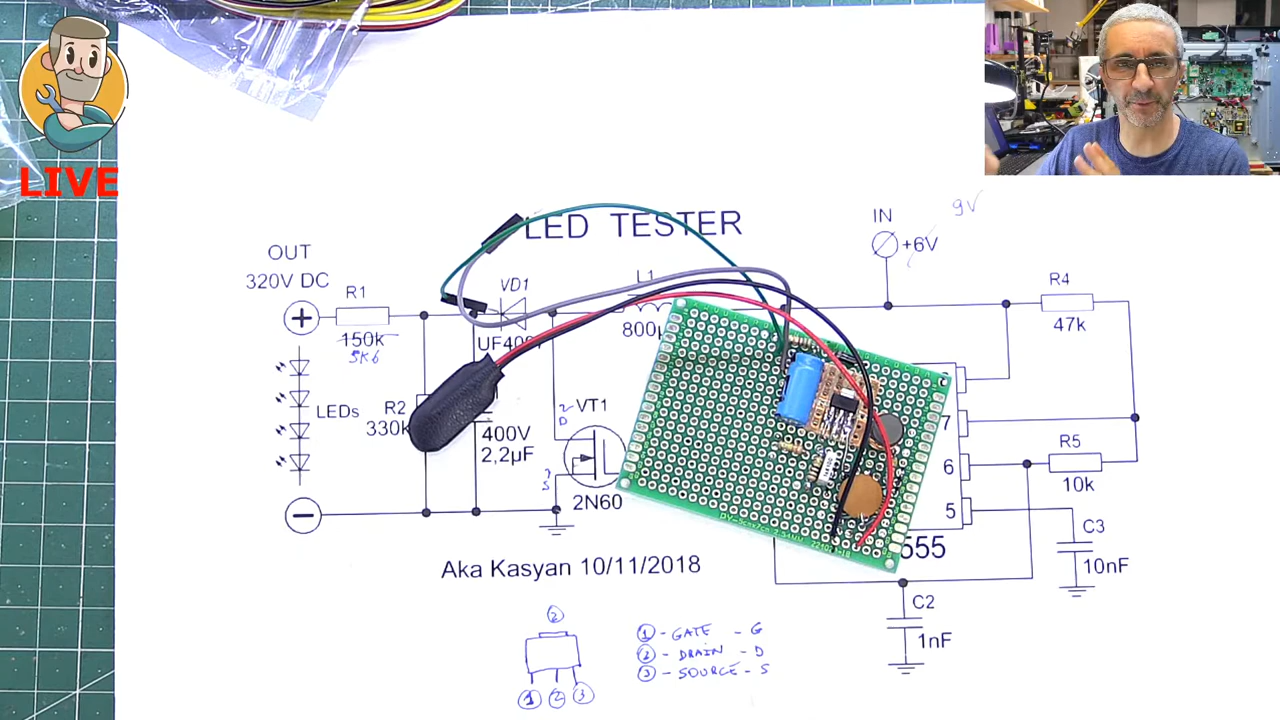 LIVE
LED TESTER
IN
9V
+6V
OUT
320V DC
R1
150k
5K6
VD1
L1
R4
47k
LEDs
R2
330k
400V
2,2µF
2
D
VT1
S
2N60
7
6
5
R5
10k
555
C3
10nF
Aka Kasyan 10/11/2018
C2
1nF
2
1 - GATE - G
2 - DRAIN - D
3 - SOURCE - S
1 2 3